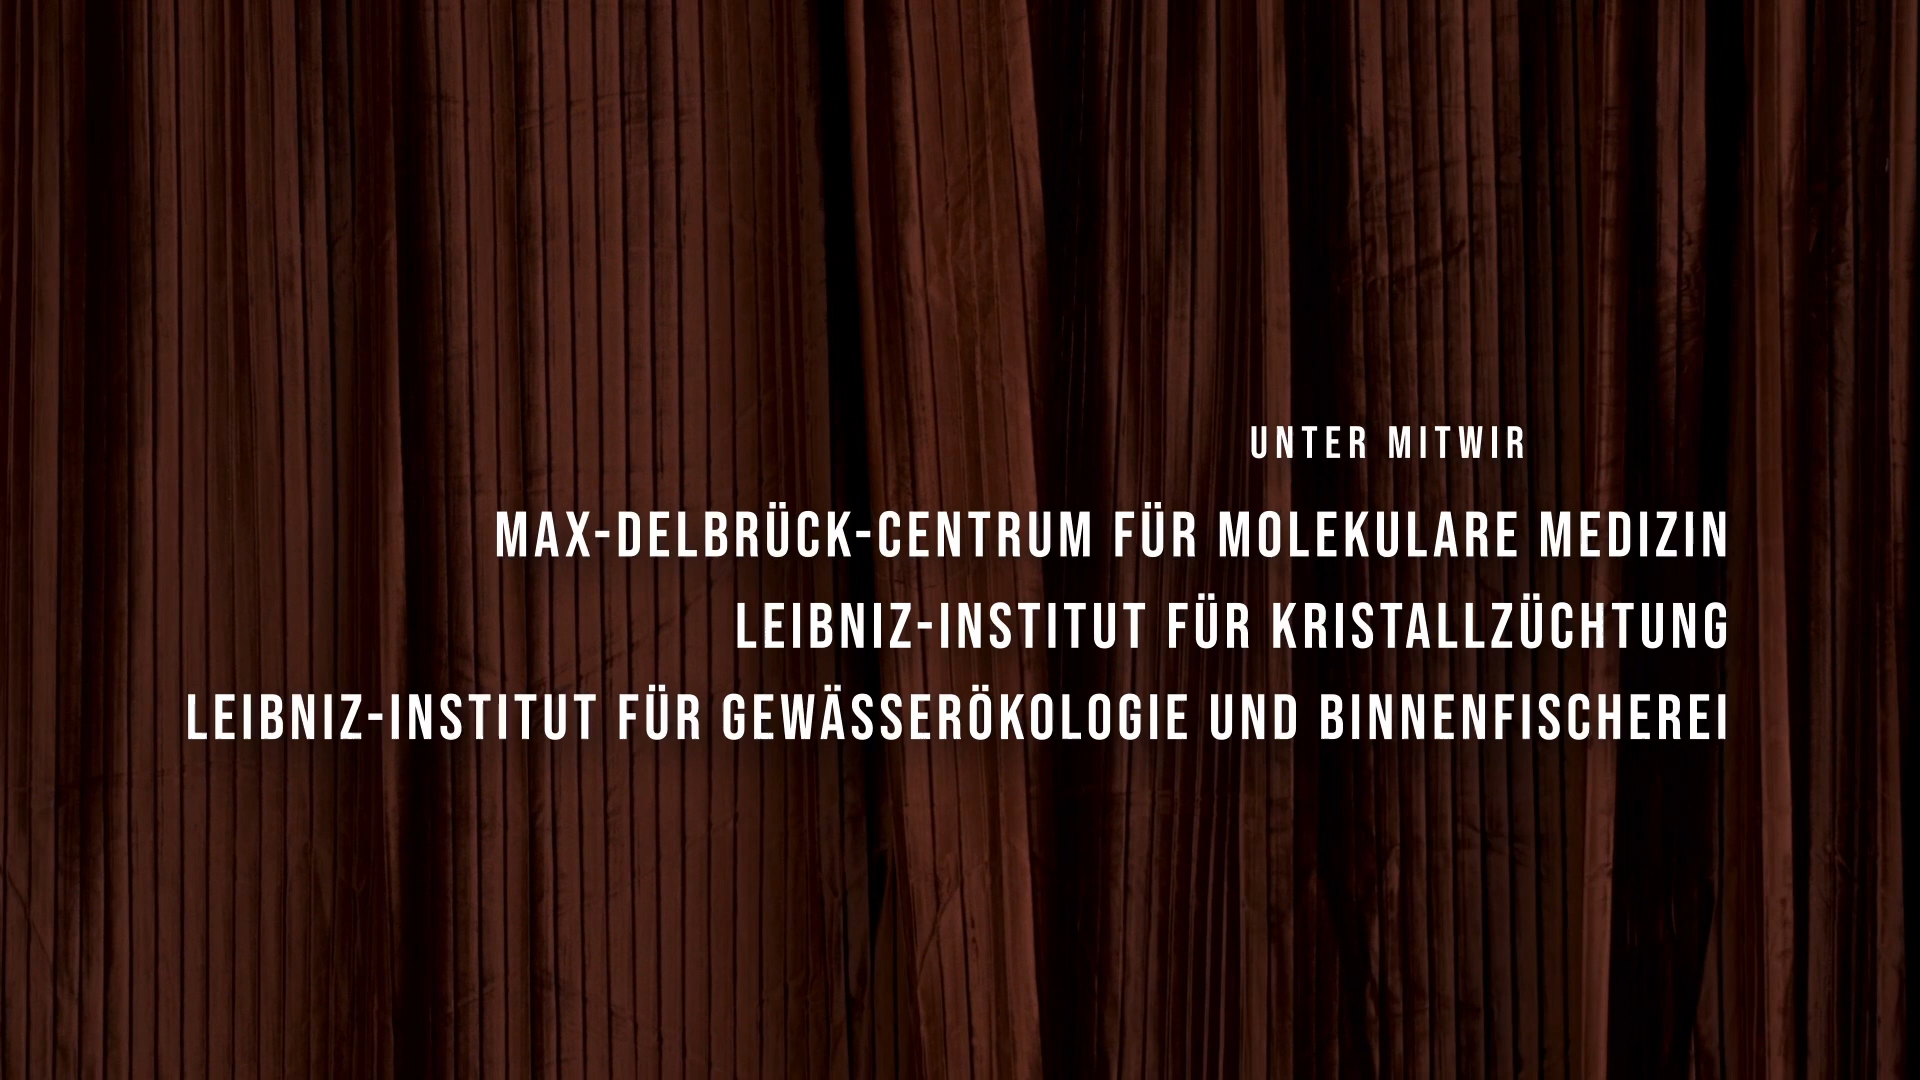 UNTER MITWIR
MAX-DELBRÜCK-CENTRUM FÜR MOLEKULARE MEDIZIN
LEIBNIZ-INSTITUT FÜR KRISTALLZÜCHTUNG
LEIBNIZ-INSTITUT FÜR GEWÄSSERÖKOLOGIE UND BINNENFISCHEREI